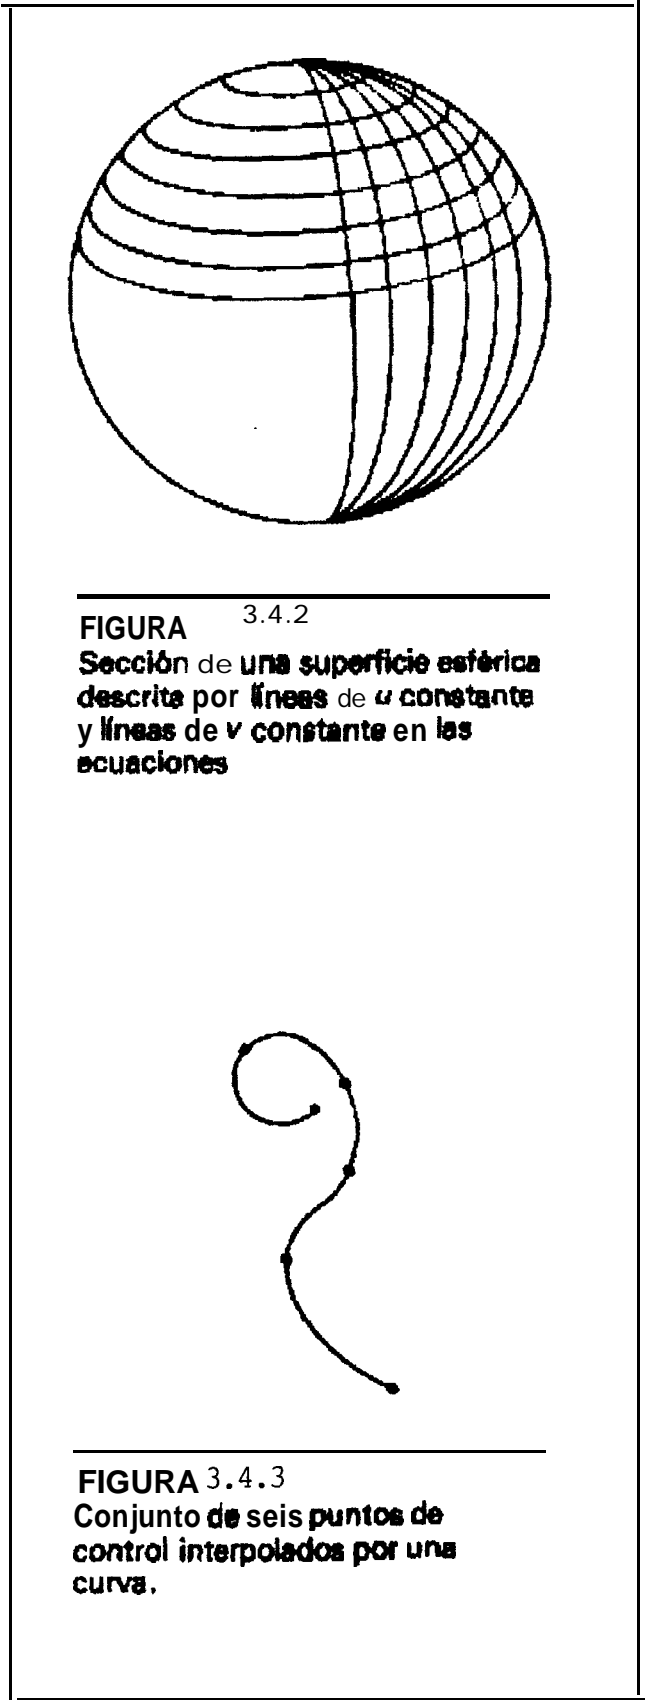 FIGURA 3.4.2
Sección de una superficie esférica
descrita por líneas de u constante
y líneas de v constante en las
ecuaciones
FIGURA 3.4.3
Conjunto de seis puntos de
control interpolados por una
curva.